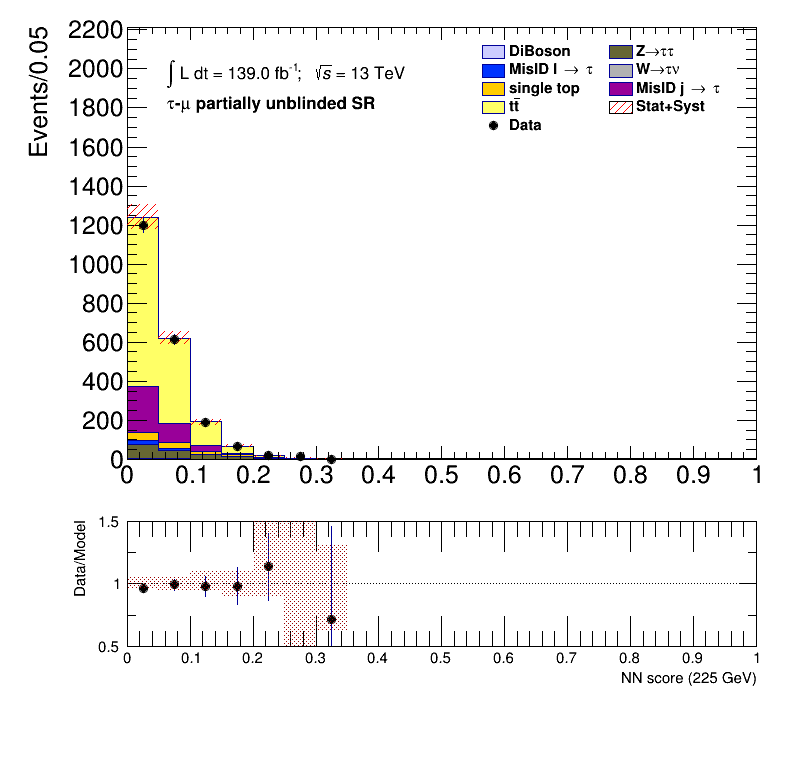 Events/0.05
2200
2000
1800
1600
1400
1200
1000
800
600
400
200
0
∫ L dt = 139.0 fb⁻¹; √s = 13 TeV
τ-μ partially unblinded SR
DiBoson
Z→ττ
MisID l → τ
W→τν
single top
MisID j → τ
tt̄
Stat+Syst
Data
0 0.1 0.2 0.3 0.4 0.5 0.6 0.7 0.8 0.9 1
Data/Model
1.5
1
0.5
0 0.1 0.2 0.3 0.4 0.5 0.6 0.7 0.8 0.9 1
NN score (225 GeV)